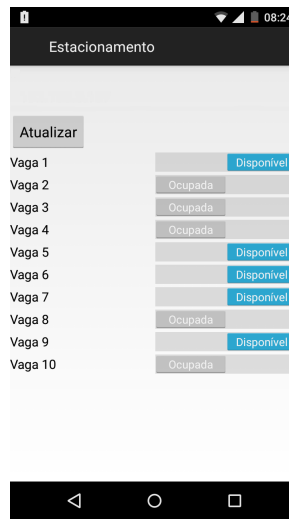 08:24
Estacionamento
Atualizar
Vaga 1 Disponível
Vaga 2 Ocupada
Vaga 3 Ocupada
Vaga 4 Ocupada
Vaga 5 Disponível
Vaga 6 Disponível
Vaga 7 Disponível
Vaga 8 Ocupada
Vaga 9 Disponível
Vaga 10 Ocupada